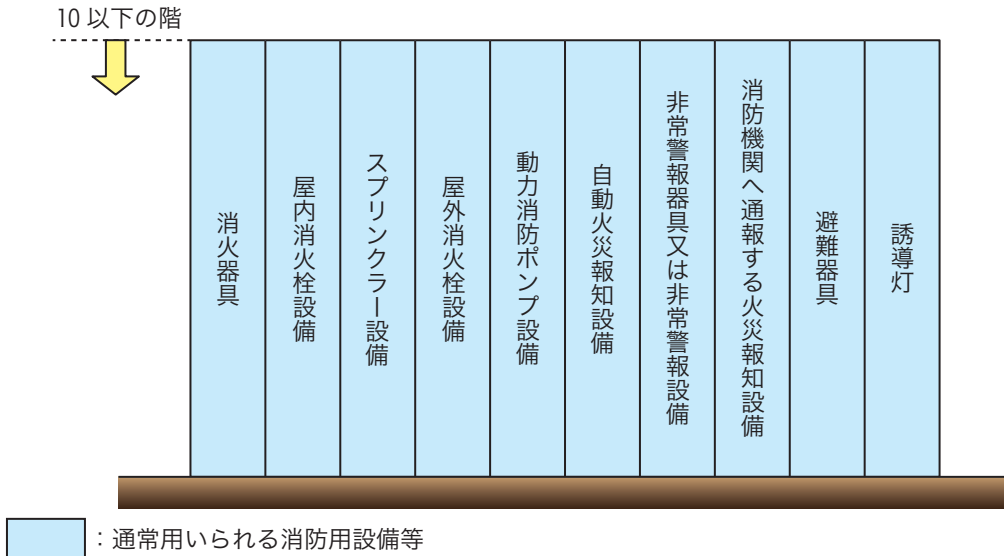 10 以下の階
消火器具
屋内消火栓設備
スプリンクラー設備
屋外消火栓設備
動力消防ポンプ設備
自動火災報知設備
非常警報器具又は非常警報設備
消防機関へ通報する火災報知設備
避難器具
誘導灯
：通常用いられる消防用設備等